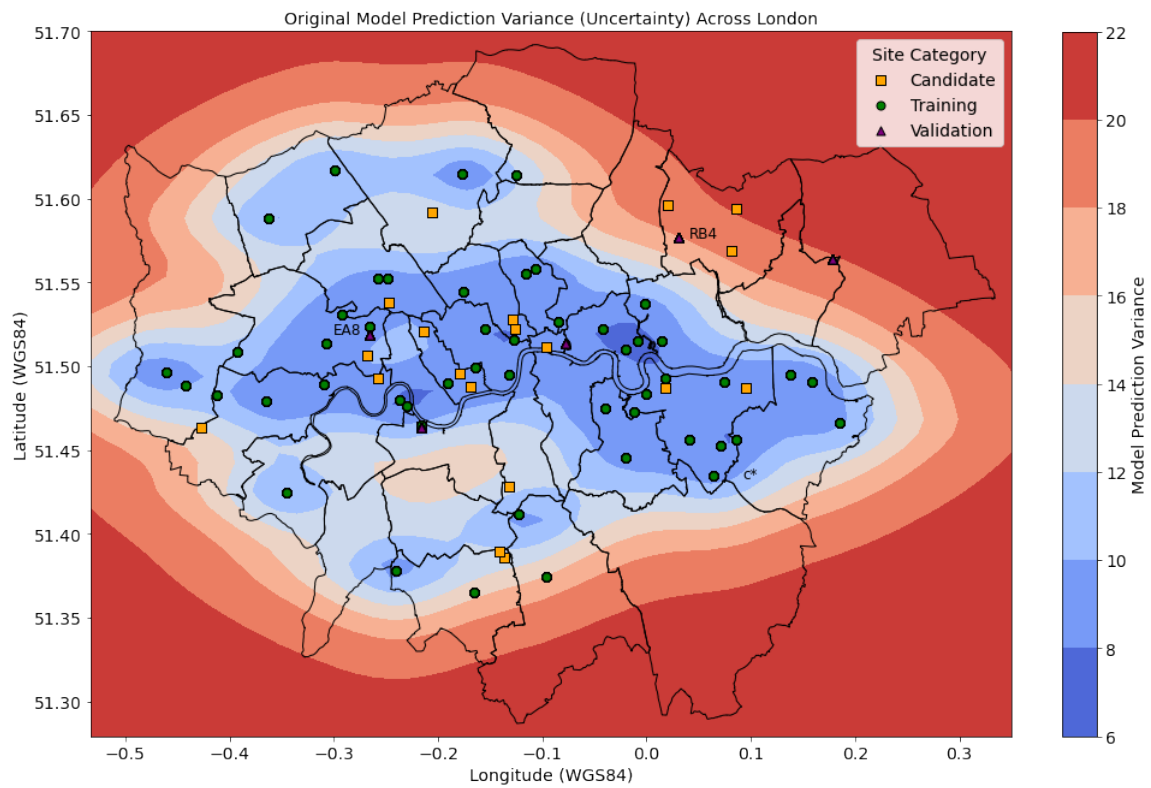 Original Model Prediction Variance (Uncertainty) Across London
51.70
51.65
51.60
51.55
51.50
51.45
51.40
51.35
51.30
Latitude (WGS84)
Site Category
Candidate
Training
Validation
RB4
EA8
c*
−0.5
−0.4
−0.3
−0.2
−0.1
0.0
0.1
0.2
0.3
Longitude (WGS84)
22
20
18
16
14
12
10
8
6
Model Prediction Variance